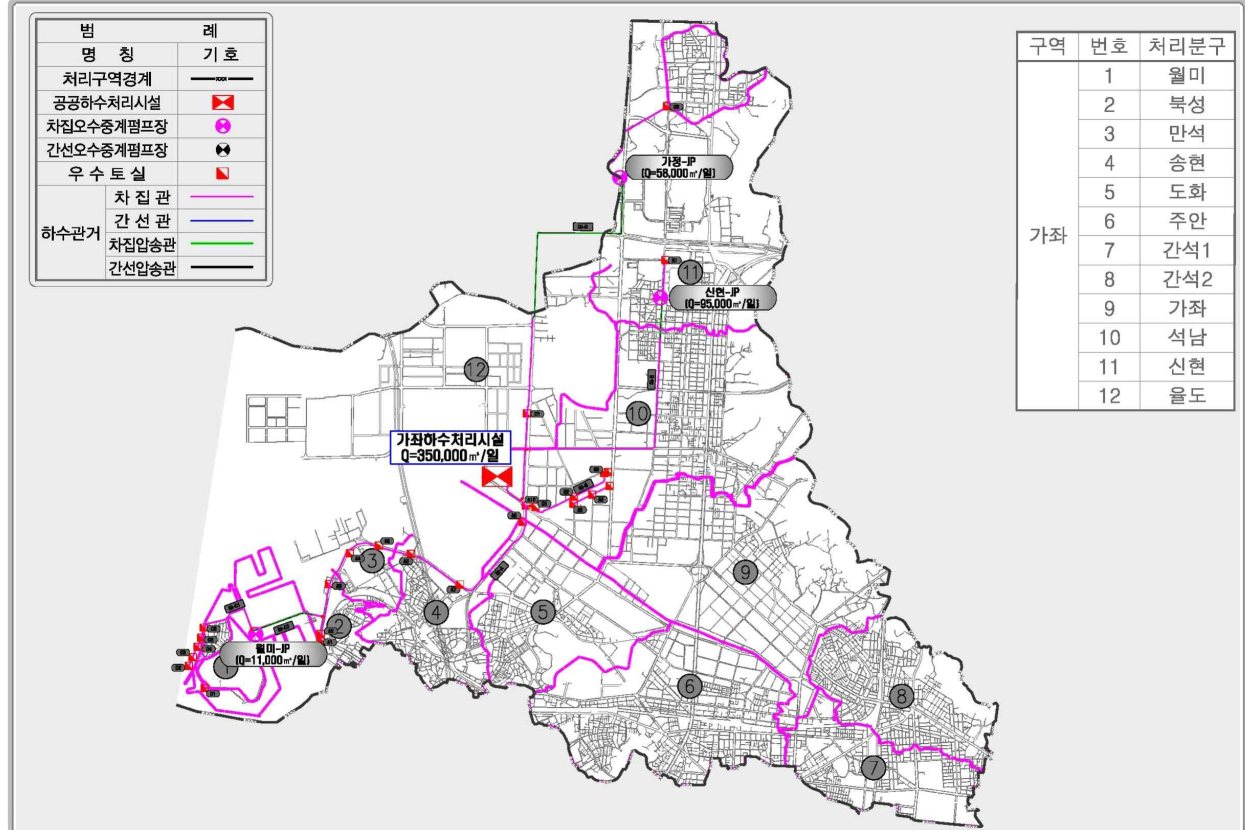 범 례
명 칭 기 호
처리구역경계
공공하수처리시설
차집오수중계펌프장
간선오수중계펌프장
우 수 토 실
하수관거
차 집 관
간 선 관
차집압송관
간선압송관
구역 번호 처리분구
가좌
1 월미
2 북성
3 만석
4 송현
5 도화
6 주안
7 간석1
8 간석2
9 가좌
10 석남
11 신현
12 율도
가정-JP
(Q=58,000㎥/일)
11
신현-JP
(Q=95,000㎥/일)
12
10
가좌하수처리시설
Q=350,000㎥/일
3
9
4
5
2
월미-JP
(Q=11,000㎥/일)
1
6
8
7